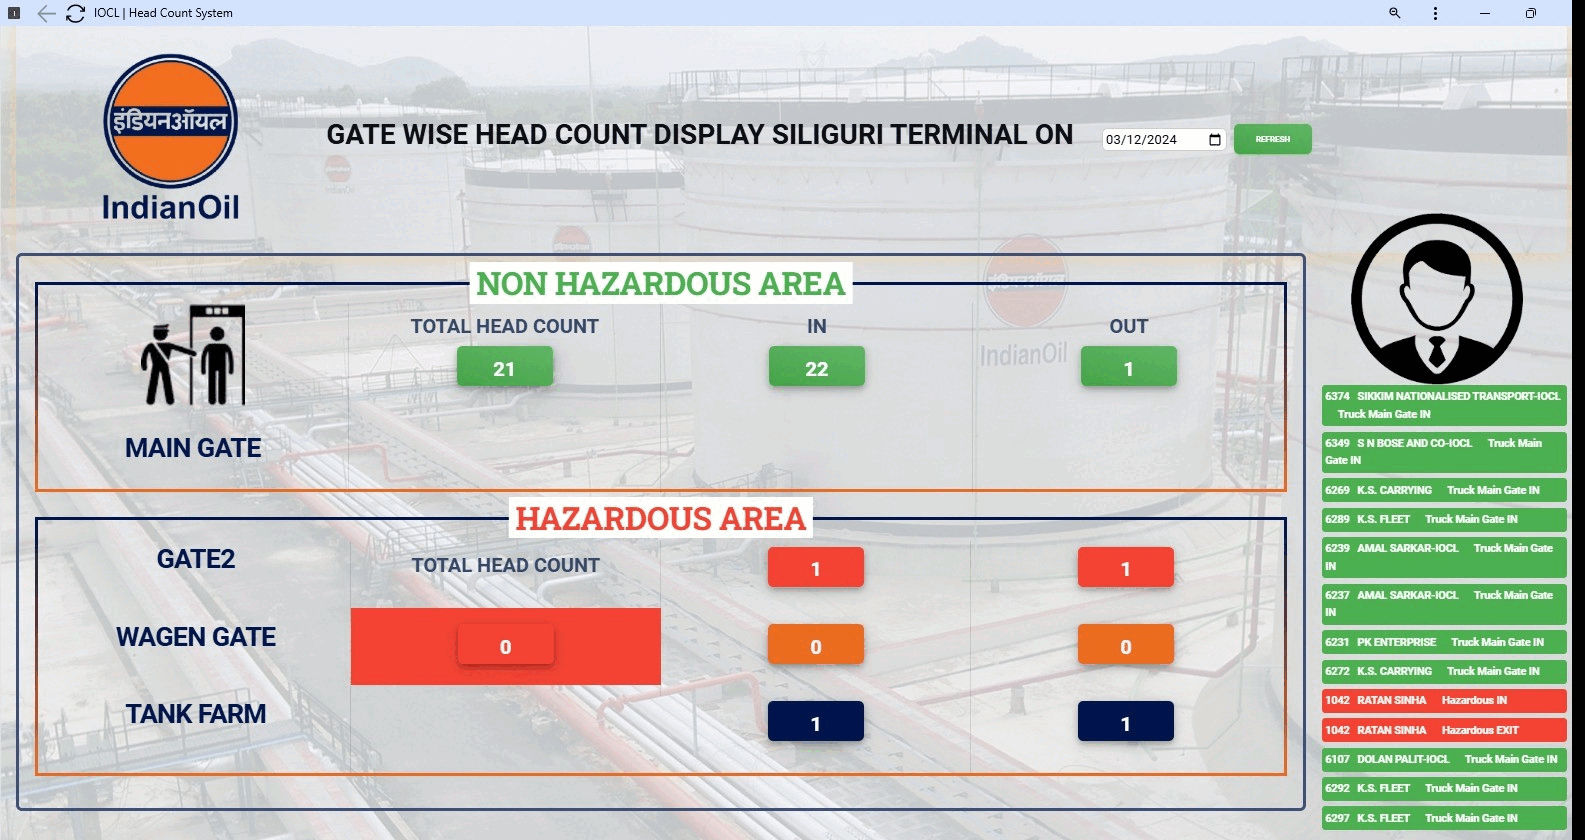 IOCL | Head Count System
इंडियनऑयल
IndianOil
GATE WISE HEAD COUNT DISPLAY SILIGURI TERMINAL ON
03/12/2024
REFRESH
NON HAZARDOUS AREA
TOTAL HEAD COUNT
IN
OUT
21
22
1
MAIN GATE
IndianOil
HAZARDOUS AREA
GATE2
TOTAL HEAD COUNT
1
1
WAGEN GATE
0
0
0
TANK FARM
1
1
6374 SIKKIM NATIONALISED TRANSPORT-IOCL
Truck Main Gate IN
6349 S N BOSE AND CO-IOCL Truck Main
Gate IN
6269 K.S. CARRYING Truck Main Gate IN
6289 K.S. FLEET Truck Main Gate IN
6239 AMAL SARKAR-IOCL Truck Main Gate
IN
6237 AMAL SARKAR-IOCL Truck Main Gate
IN
6231 PK ENTERPRISE Truck Main Gate IN
6272 K.S. CARRYING Truck Main Gate IN
1042 RATAN SINHA Hazardous IN
1042 RATAN SINHA Hazardous EXIT
6107 DOLAN PALIT-IOCL Truck Main Gate IN
6292 K.S. FLEET Truck Main Gate IN
6297 K.S. FLEET Truck Main Gate IN